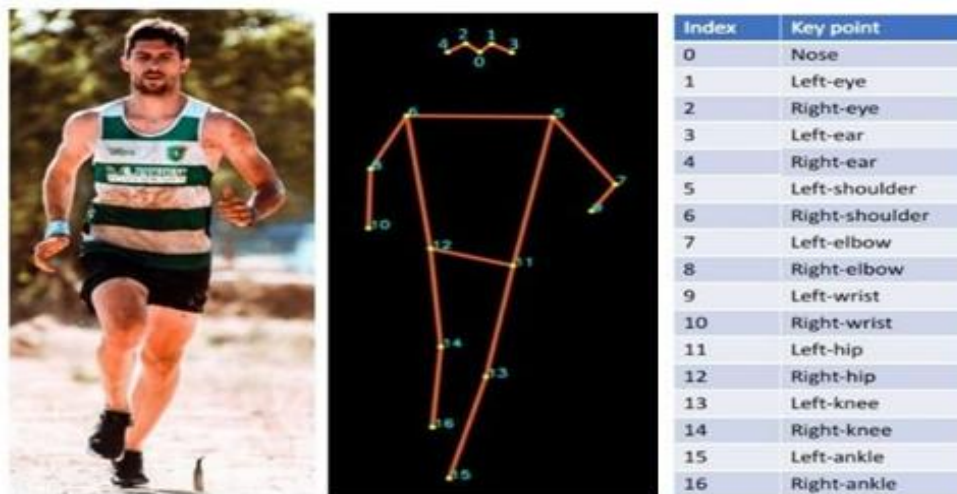 4 2 1 3
0
6 5
8 7
10 9
12 11
14 13
16
15
Index Key point
0 Nose
1 Left-eye
2 Right-eye
3 Left-ear
4 Right-ear
5 Left-shoulder
6 Right-shoulder
7 Left-elbow
8 Right-elbow
9 Left-wrist
10 Right-wrist
11 Left-hip
12 Right-hip
13 Left-knee
14 Right-knee
15 Left-ankle
16 Right-ankle